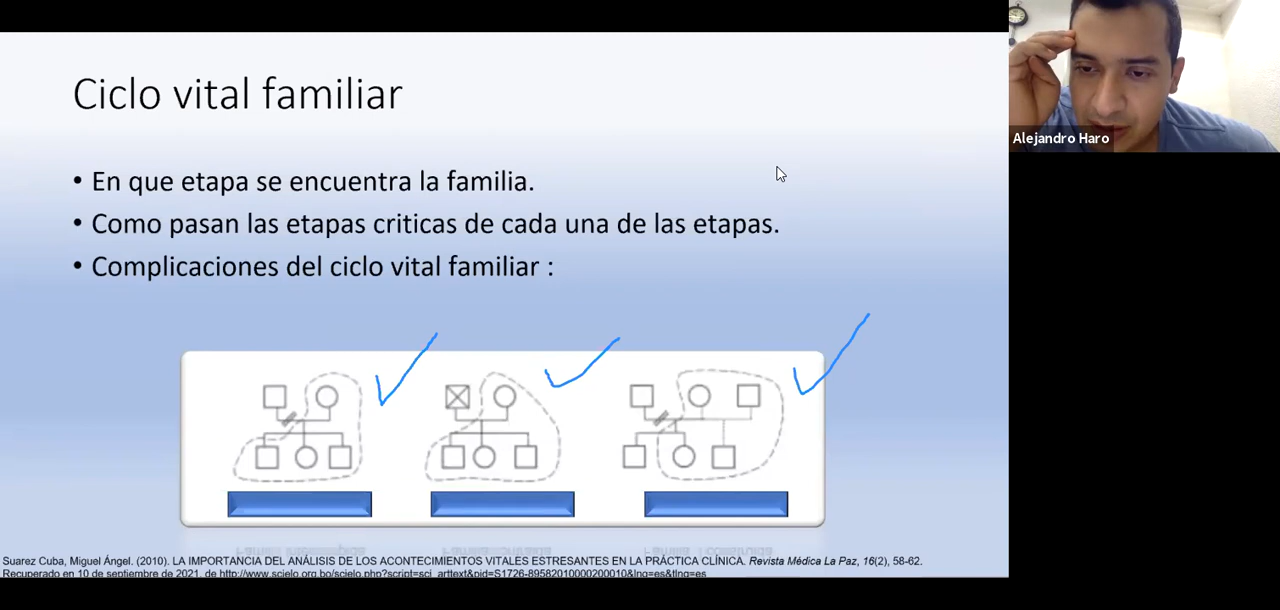 Ciclo vital familiar
Alejandro Haro
• En que etapa se encuentra la familia.
• Como pasan las etapas criticas de cada una de las etapas.
• Complicaciones del ciclo vital familiar :
Suarez Cuba, Miguel Ángel. (2010). LA IMPORTANCIA DEL ANÁLISIS DE LOS ACONTECIMIENTOS VITALES ESTRESANTES EN LA PRÁCTICA CLÍNICA. Revista Médica La Paz, 16(2), 58-62.
Recuperado en 10 de septiembre de 2021, de http://www.scielo.org.bo/scielo.php?script=sci_arttext&pid=S1726-89582010000200010&lng=es&tlng=es